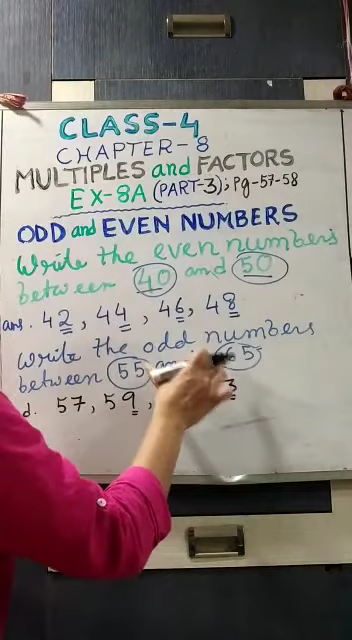 CLASS-4
CHAPTER-8
MULTIPLES and FACTORS
EX-8A (PART-3); Pg-57-58
ODD and EVEN NUMBERS
Write the even numbers
between 40 and 50
ans. 42, 44, 46, 48
Write the odd numbers
between 55 65
d. 57, 59, 3